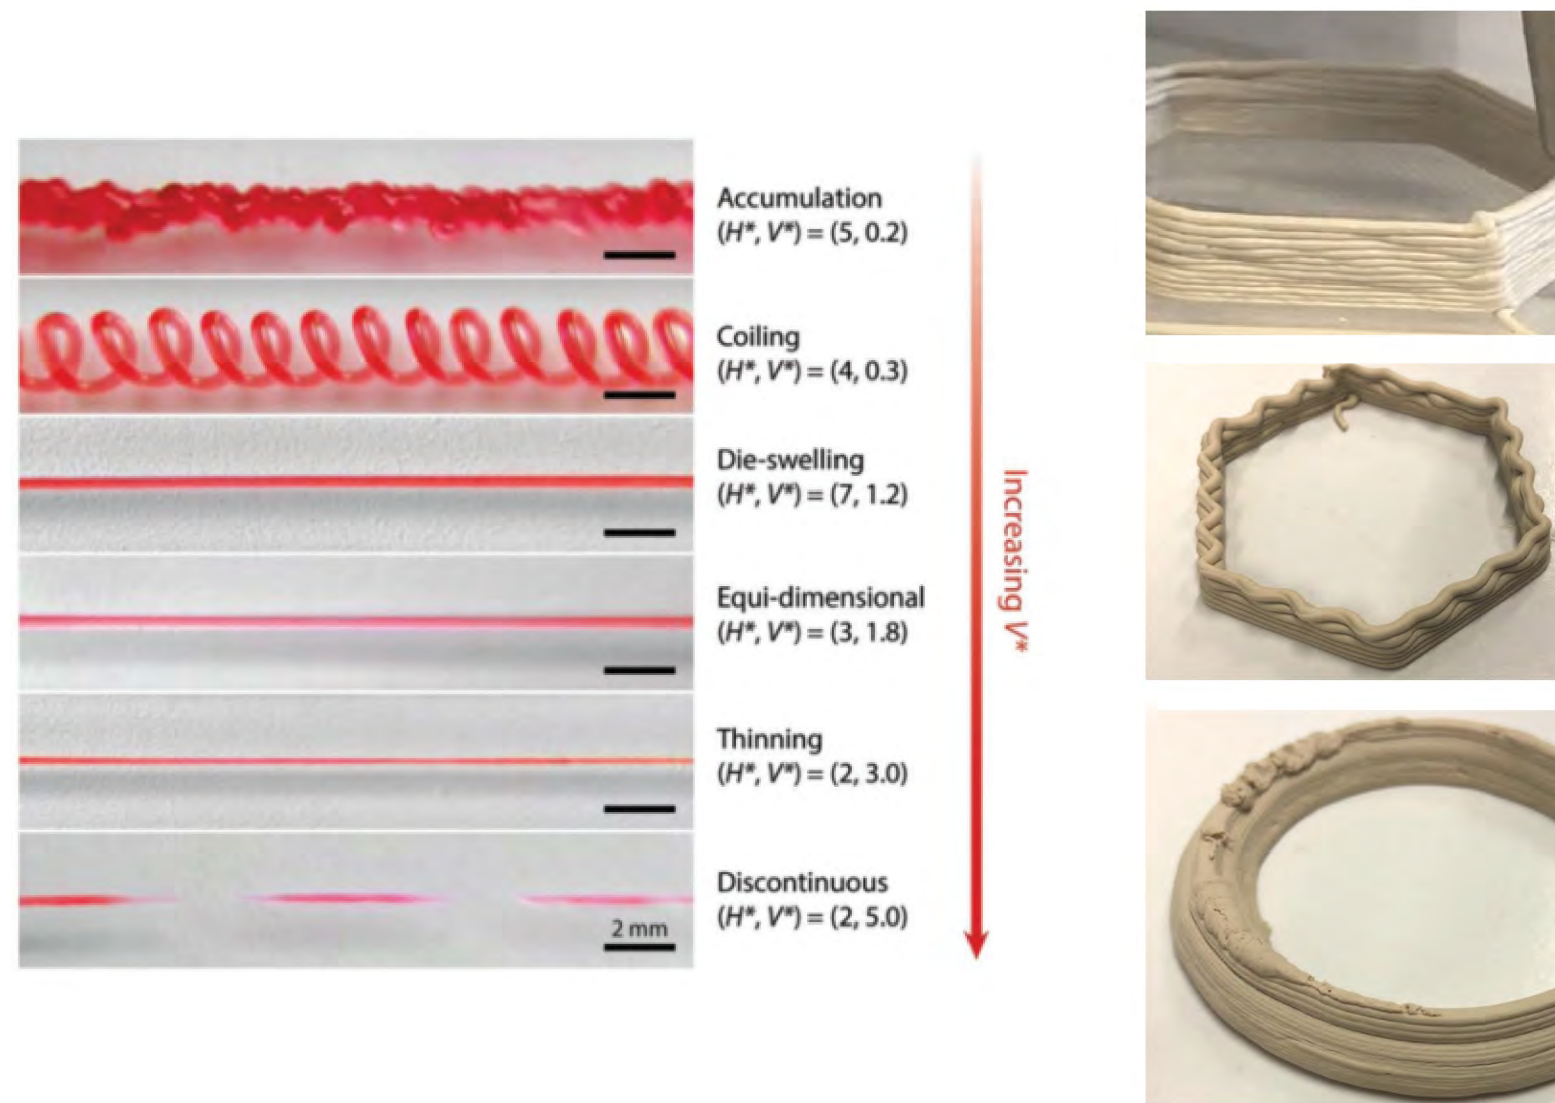 Accumulation
(H*, V*) = (5, 0.2)
Coiling
(H*, V*) = (4, 0.3)
Die-swelling
(H*, V*) = (7, 1.2)
Equi-dimensional
(H*, V*) = (3, 1.8)
Thinning
(H*, V*) = (2, 3.0)
Discontinuous
(H*, V*) = (2, 5.0)
2 mm
Increasing V*